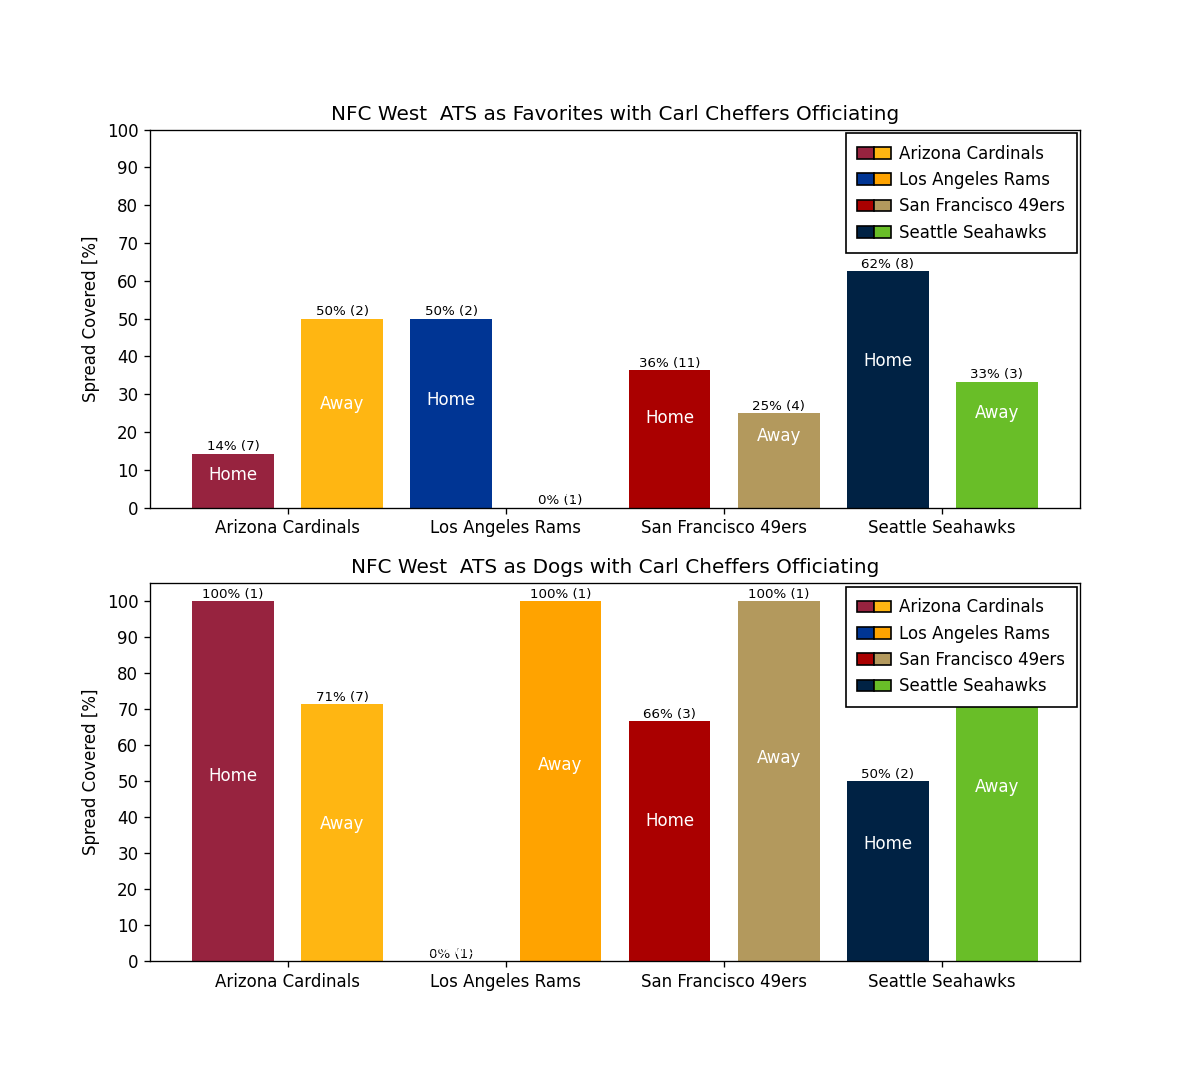 NFC West  ATS as Favorites with Carl Cheffers Officiating
Spread Covered [%]
100
90
80
70
60
50
40
30
20
10
0
Arizona Cardinals
Los Angeles Rams
San Francisco 49ers
Seattle Seahawks
14% (7)
50% (2)
50% (2)
0% (1)
36% (11)
25% (4)
62% (8)
33% (3)
Home
Away
Home
Home
Away
Home
Away
Arizona Cardinals
Los Angeles Rams
San Francisco 49ers
Seattle Seahawks
NFC West  ATS as Dogs with Carl Cheffers Officiating
Spread Covered [%]
100
90
80
70
60
50
40
30
20
10
0
Arizona Cardinals
Los Angeles Rams
San Francisco 49ers
Seattle Seahawks
100% (1)
71% (7)
0% (1)
100% (1)
66% (3)
100% (1)
50% (2)
Home
Away
Away
Home
Away
Home
Away
Arizona Cardinals
Los Angeles Rams
San Francisco 49ers
Seattle Seahawks